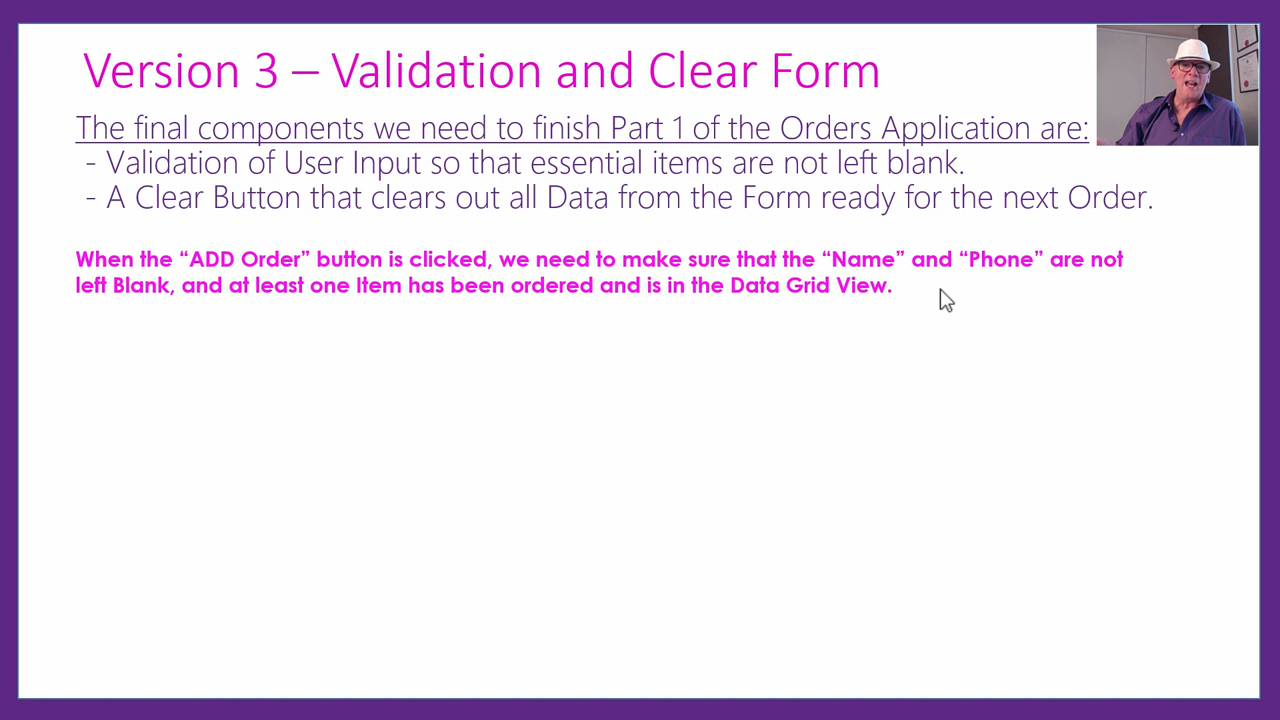 Version 3 – Validation and Clear Form
The final components we need to finish Part 1 of the Orders Application are:
- Validation of User Input so that essential items are not left blank.
- A Clear Button that clears out all Data from the Form ready for the next Order.
When the “ADD Order” button is clicked, we need to make sure that the “Name” and “Phone” are not
left Blank, and at least one Item has been ordered and is in the Data Grid View.